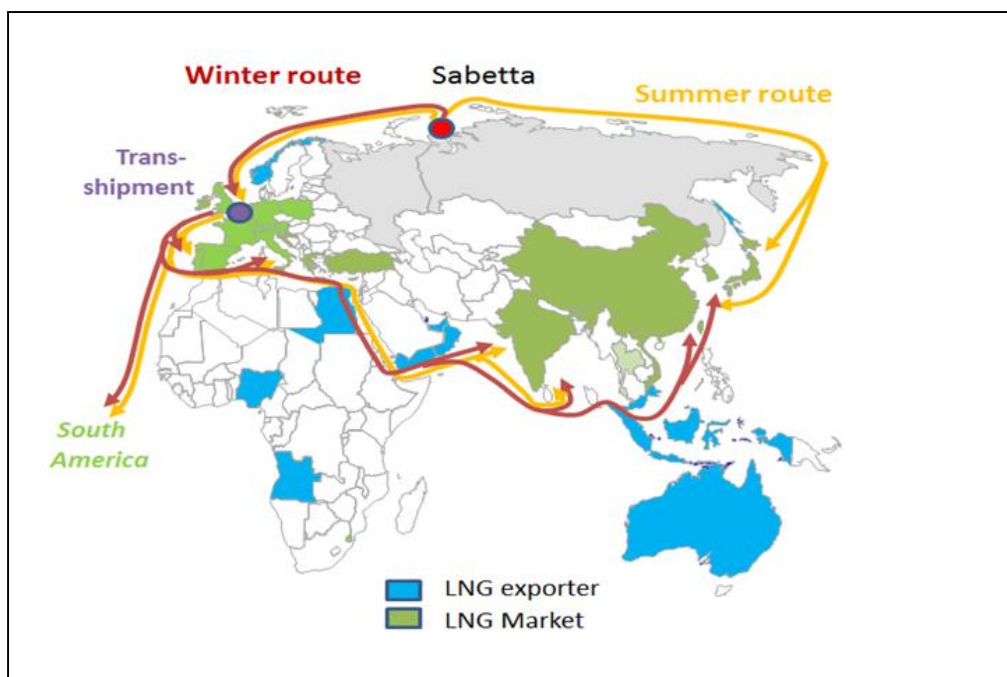 Winter route
Sabetta
Summer route
Trans-
shipment
South
America
LNG exporter
LNG Market